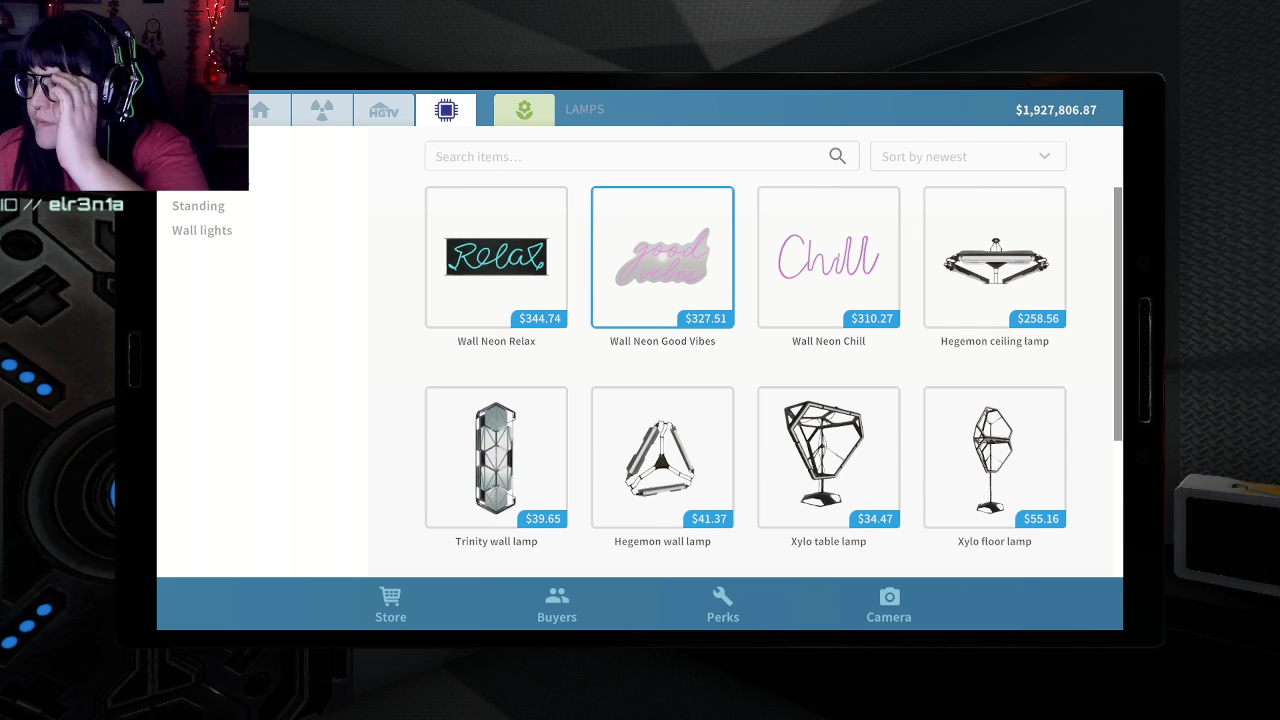 HGTV
LAMPS
$1,927,806.87
Search items...
Sort by newest
ID // elr3n1a
Standing
Wall lights
Relax
good
vibes
Chill
$344.74
$327.51
$310.27
$258.56
Wall Neon Relax
Wall Neon Good Vibes
Wall Neon Chill
Hegemon ceiling lamp
$39.65
$41.37
$34.47
$55.16
Trinity wall lamp
Hegemon wall lamp
Xylo table lamp
Xylo floor lamp
Store
Buyers
Perks
Camera